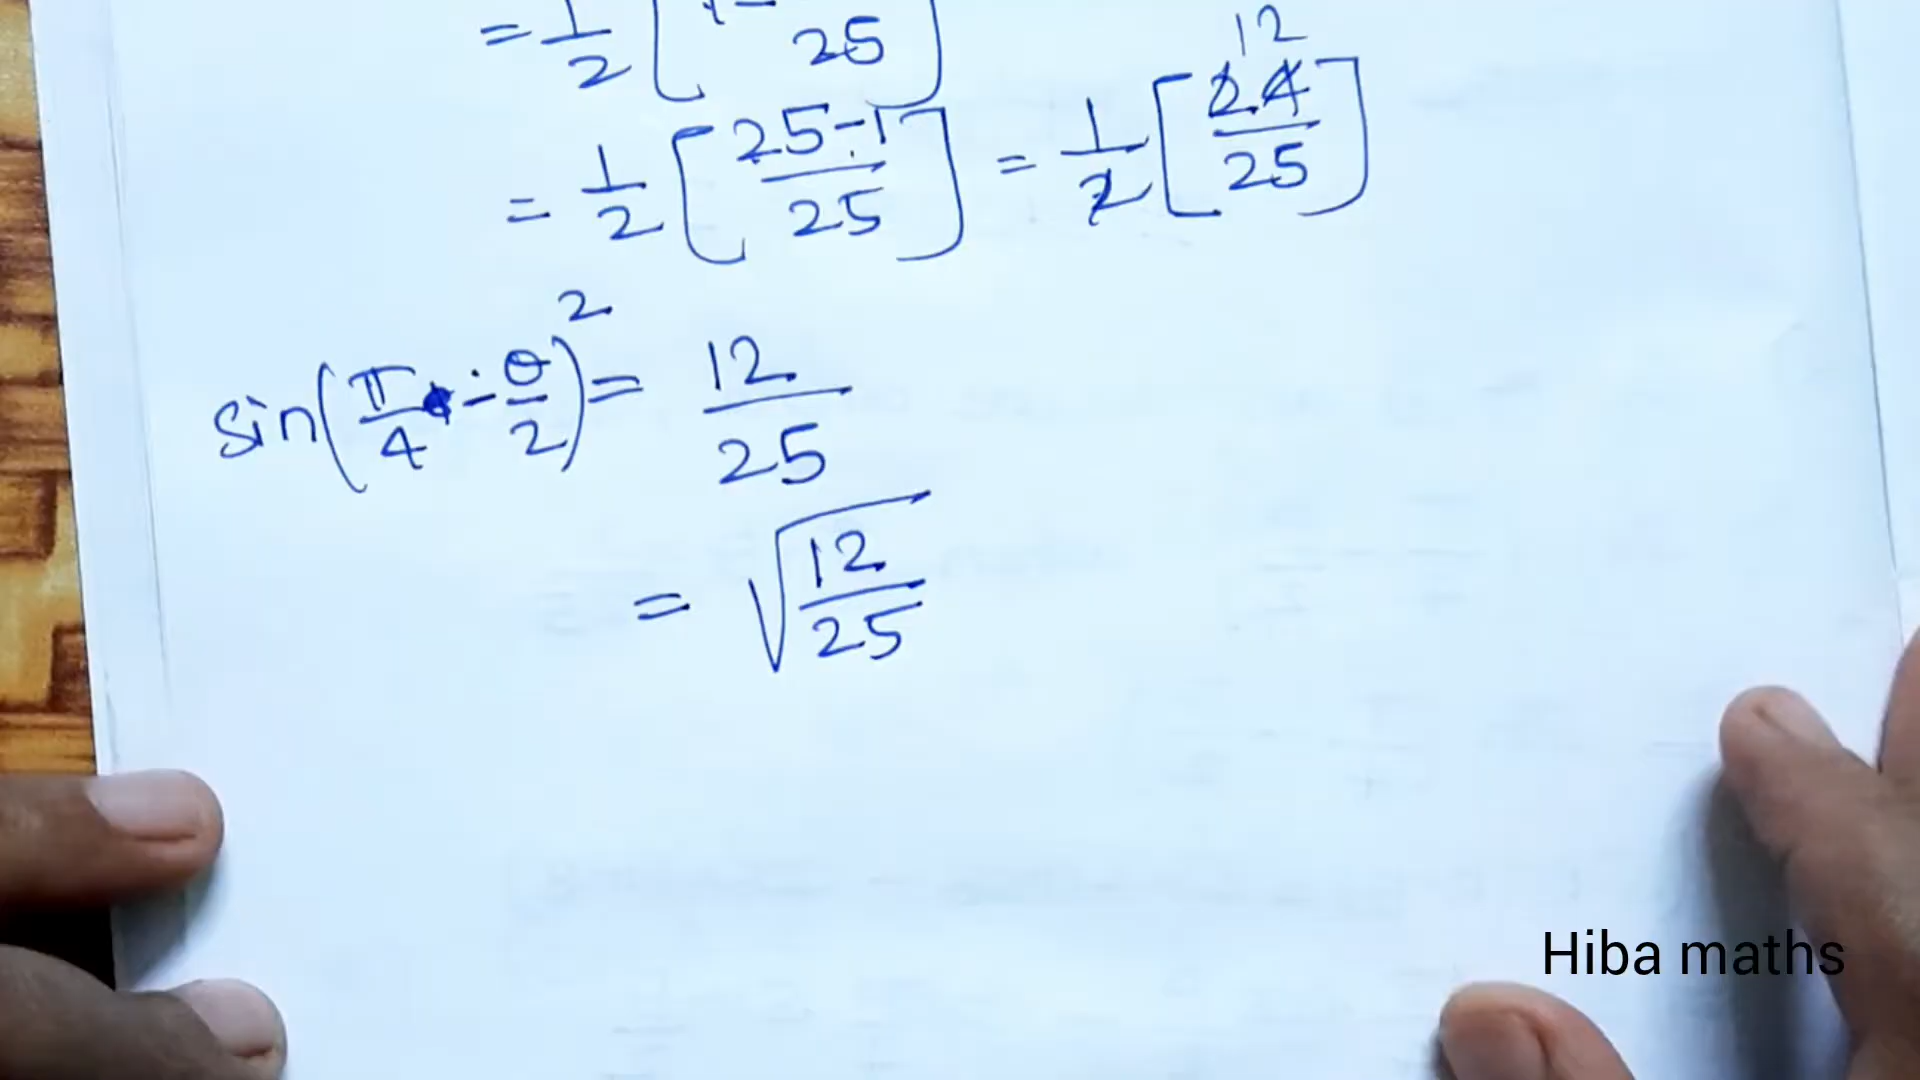 = 1/2 [ 25 ]
= 1/2 [ 25-1/25 ] = 1/2 [ 24/25 ] 12
sin(π/4 - θ/2)² = 12/25
= √12/25
Hiba maths